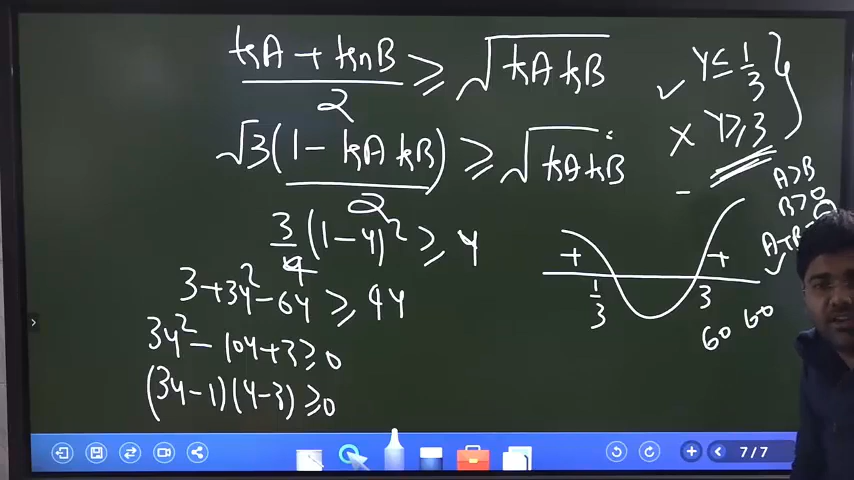 tanA + tanB / 2 ≥ √(tanA tanB)
√3(1 - tanA tanB) / 2 ≥ √(tanA tanB)
3/4 (1-y)² ≥ y
3+3y²-6y ≥ 4y
3y² - 10y+3 ≥ 0
(3y-1)(y-3) ≥ 0
✓ y ≤ 1/3
× y ≥ 3
A>B
B>0
+ - +
1/3 3
60 60
7/7